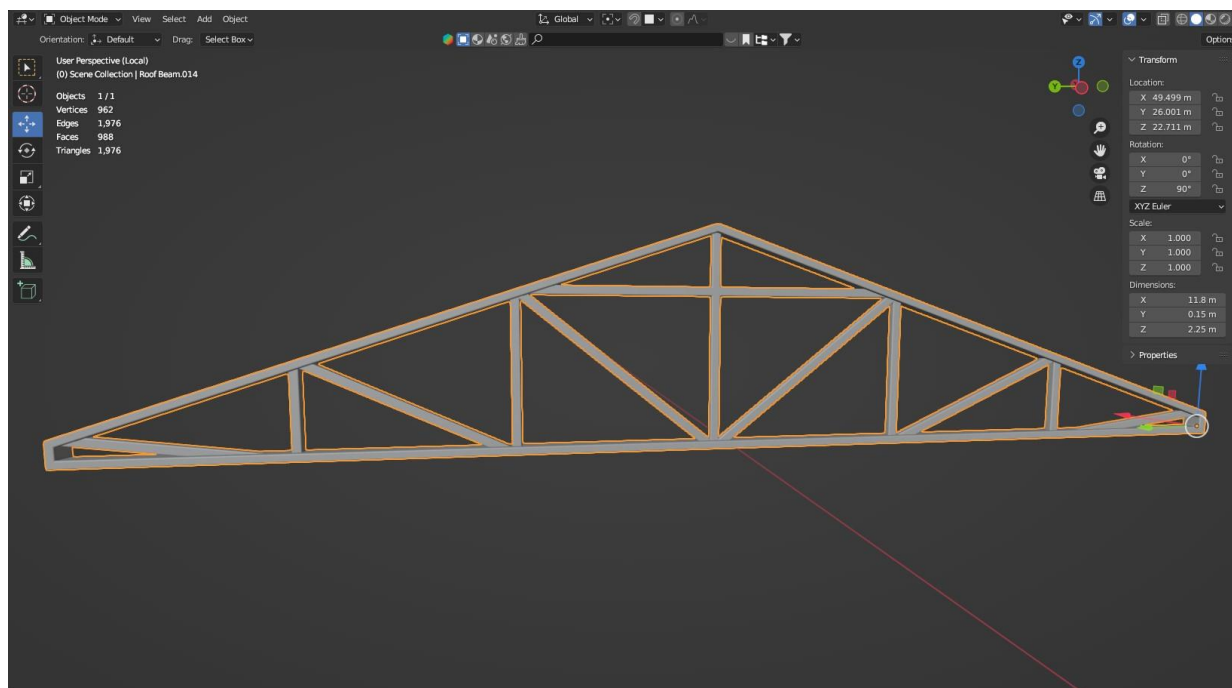 Object Mode View Select Add Object Global
Orientation: Default Drag: Select Box Option
User Perspective (Local)
(0) Scene Collection | Roof Beam.014
Objects 1/1
Vertices 962
Edges 1,976
Faces 988
Triangles 1,976
Z
Y
Transform
Location:
X 49.499 m
Y 26.001 m
Z 22.711 m
Rotation:
X 0°
Y 0°
Z 90°
XYZ Euler
Scale:
X 1.000
Y 1.000
Z 1.000
Dimensions:
X 11.8 m
Y 0.15 m
Z 2.25 m
Properties